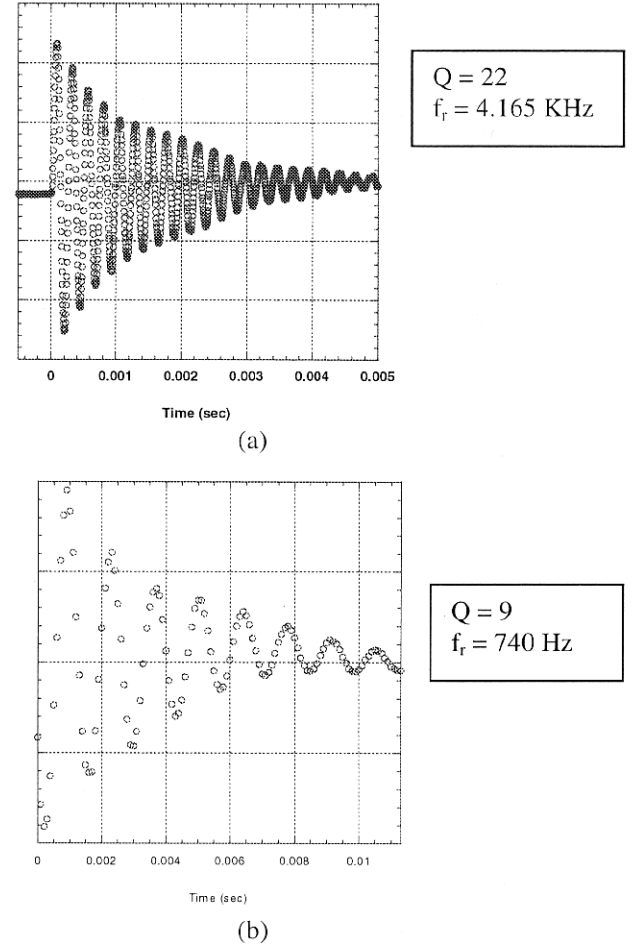 Q = 22
fr = 4.165 KHz
0 0.001 0.002 0.003 0.004 0.005
Time (sec)
(a)
Q = 9
fr = 740 Hz
0 0.002 0.004 0.006 0.008 0.01
Time (sec)
(b)